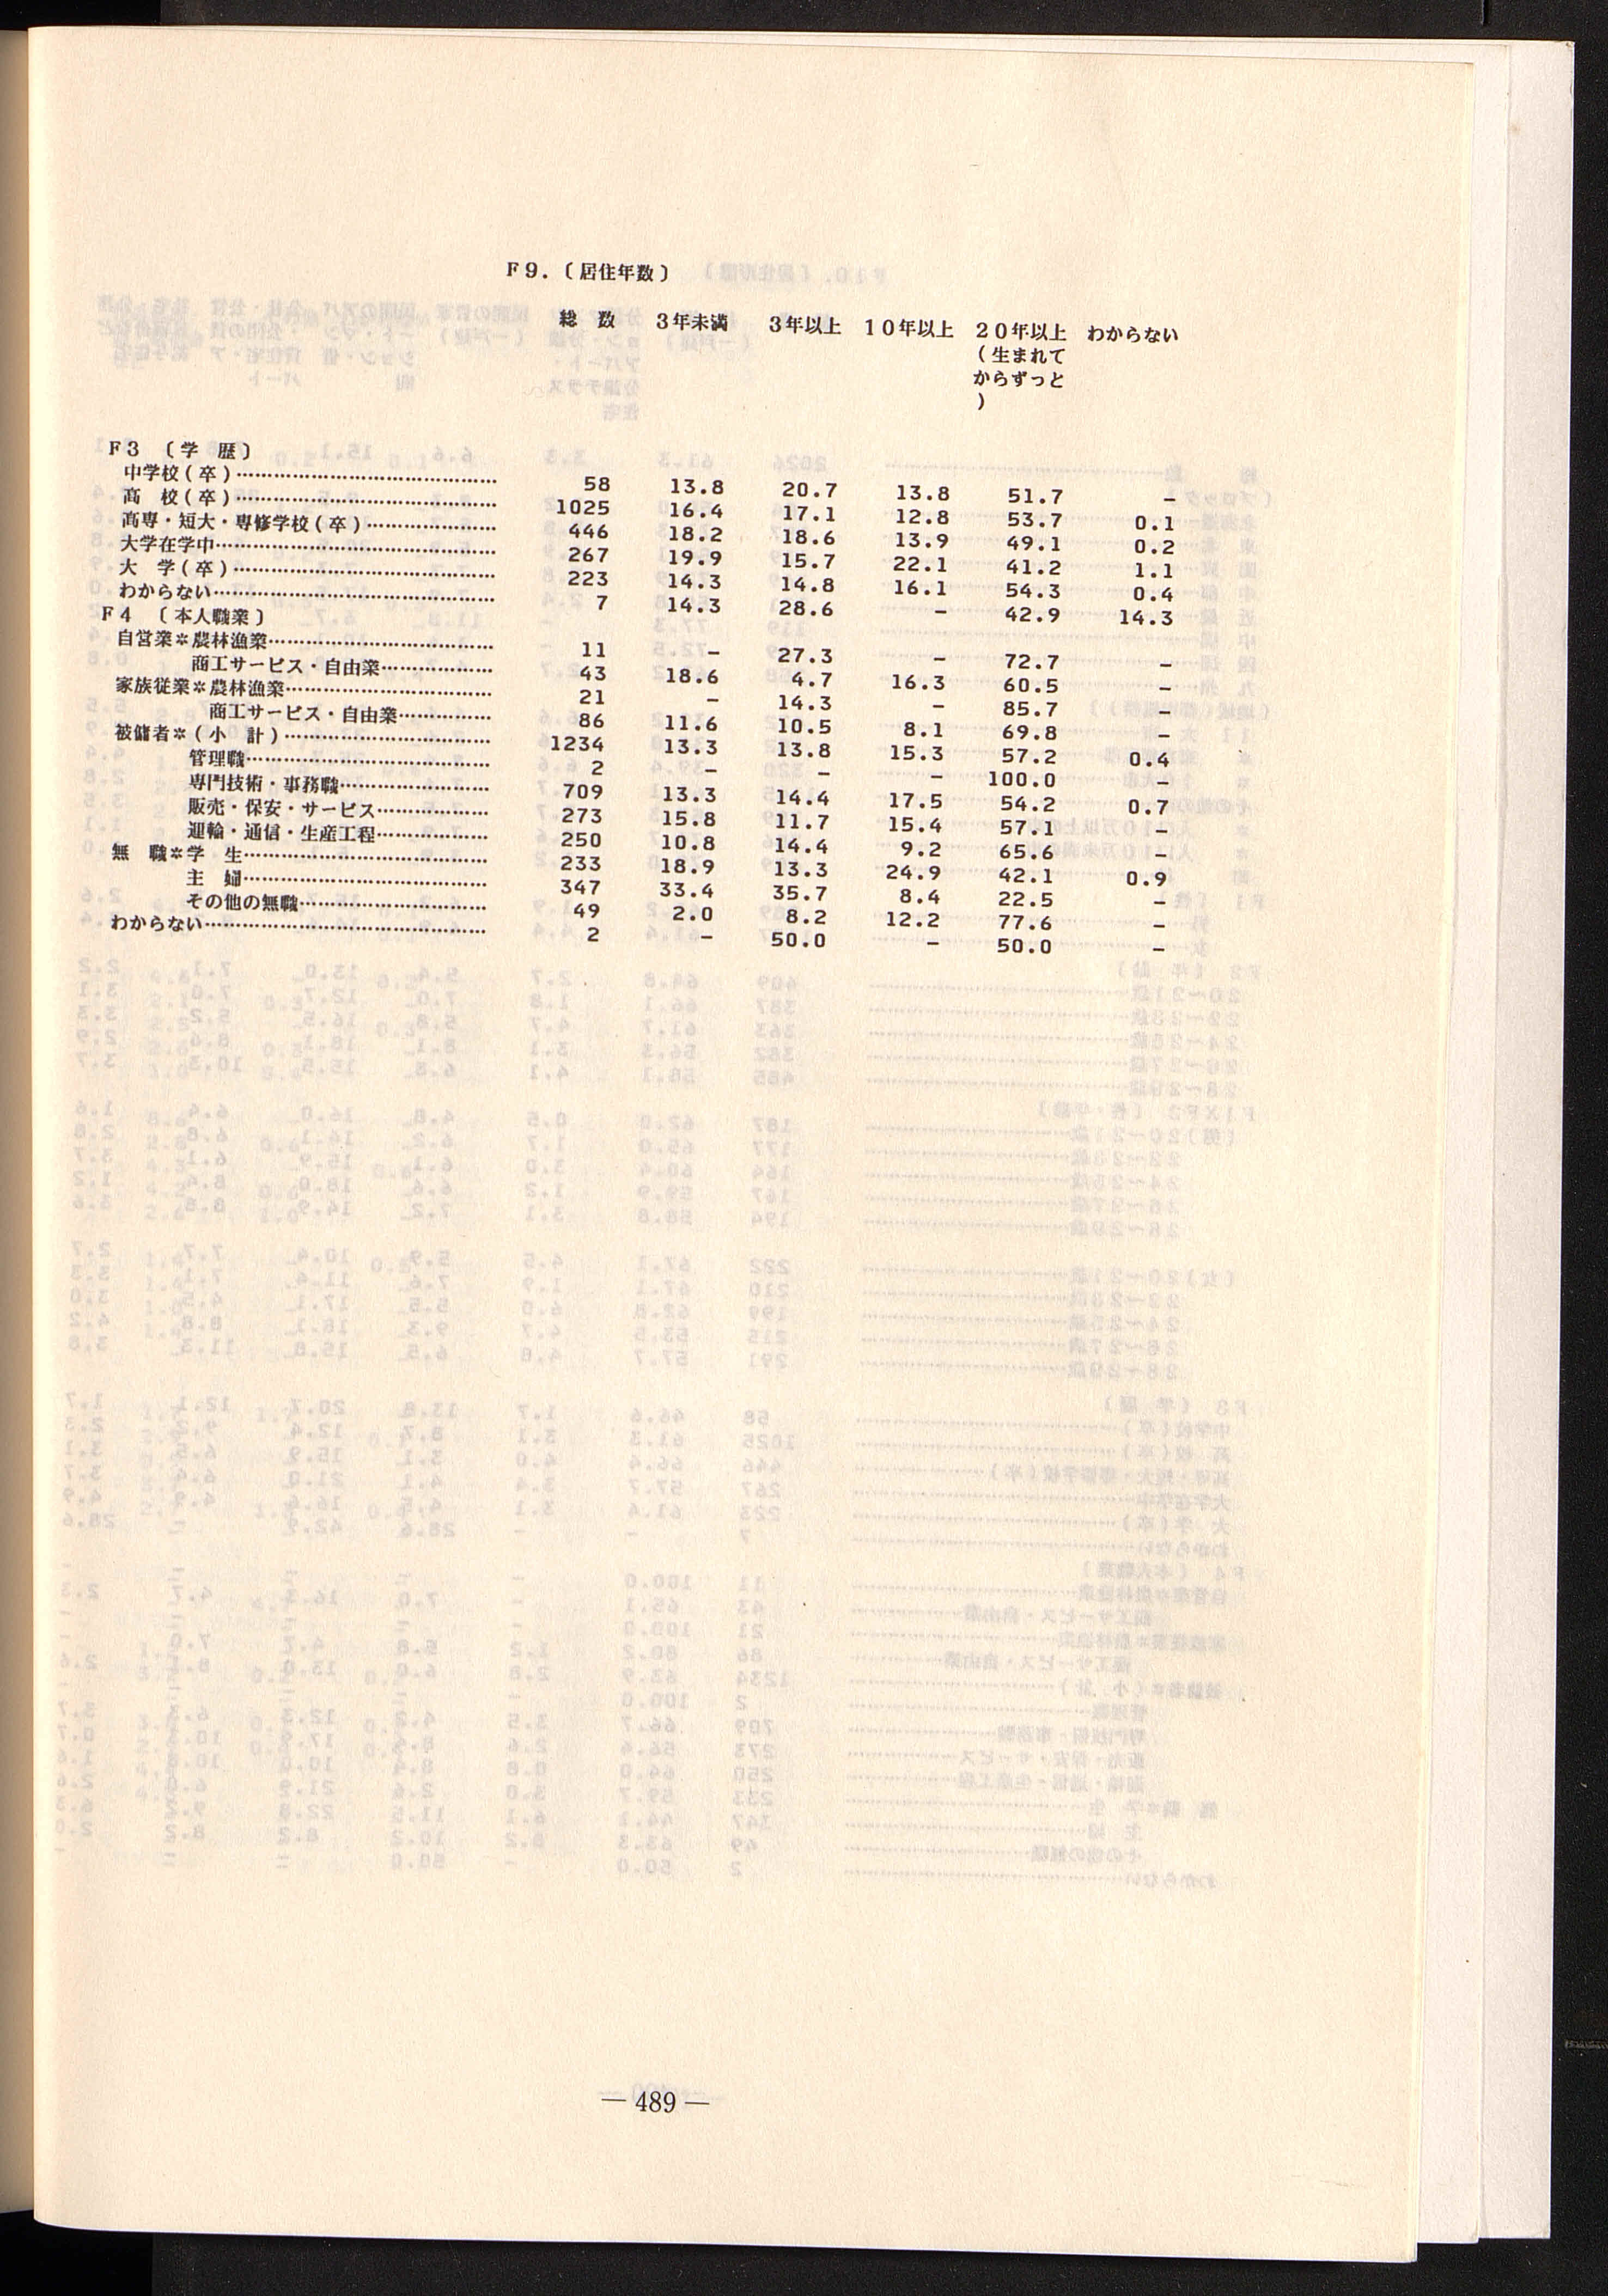 F9.〔居住年数〕
総 数 3年未満 3年以上 10年以上 20年以上 わからない
(生まれて
からずっと
)
F3 〔学 歴〕
中学校(卒)………………………………… 58 13.8 20.7 13.8 51.7 -
高 校(卒)………………………………… 1025 16.4 17.1 12.8 53.7 0.1
高専・短大・専修学校(卒)……………… 446 18.2 18.6 13.9 49.1 0.2
大学在学中…………………………………… 267 19.9 15.7 22.1 41.2 1.1
大 学(卒)………………………………… 223 14.3 14.8 16.1 54.3 0.4
わからない…………………………………… 7 14.3 28.6 - 42.9 14.3
F4 〔本人職業〕
自営業＊農林漁業…………………………… 11 - 27.3 - 72.7 -
商工サービス・自由業……………… 43 18.6 4.7 16.3 60.5 -
家族従業＊農林漁業………………………… 21 - 14.3 - 85.7 -
商工サービス・自由業…………… 86 11.6 10.5 8.1 69.8 -
被傭者＊(小 計)………………………… 1234 13.3 13.8 15.3 57.2 0.4
管理職……………………………… 2 - - - 100.0 -
専門技術・事務職…………………… 709 13.3 14.4 17.5 54.2 0.7
販売・保安・サービス……………… 273 15.8 11.7 15.4 57.1 -
運輸・通信・生産工程……………… 250 10.8 14.4 9.2 65.6 -
無 職＊学 生……………………………… 233 18.9 13.3 24.9 42.1 0.9
主 婦……………………………… 347 33.4 35.7 8.4 22.5 -
その他の無職………………………… 49 2.0 8.2 12.2 77.6 -
わからない…………………………………… 2 - 50.0 - 50.0 -
— 489 —